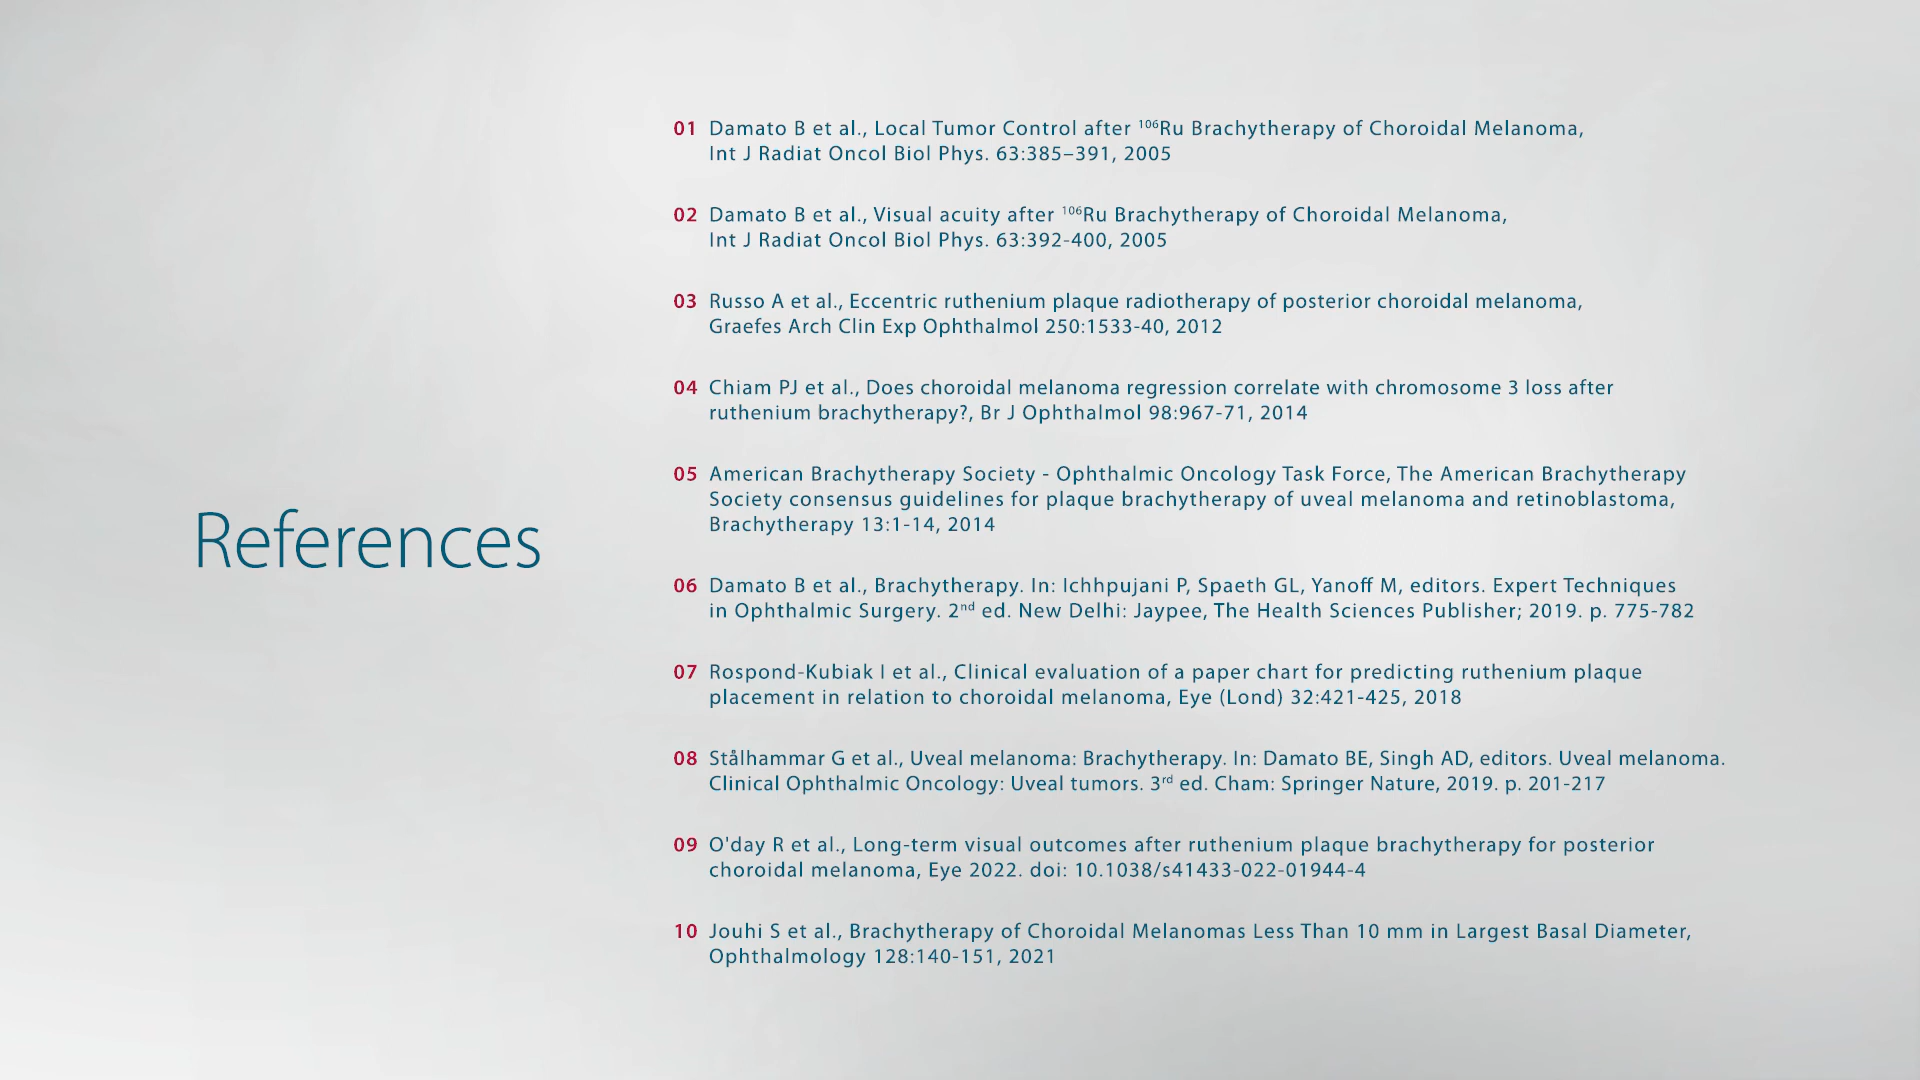 References
01 Damato B et al., Local Tumor Control after ¹⁰⁶Ru Brachytherapy of Choroidal Melanoma,
Int J Radiat Oncol Biol Phys. 63:385–391, 2005
02 Damato B et al., Visual acuity after ¹⁰⁶Ru Brachytherapy of Choroidal Melanoma,
Int J Radiat Oncol Biol Phys. 63:392-400, 2005
03 Russo A et al., Eccentric ruthenium plaque radiotherapy of posterior choroidal melanoma,
Graefes Arch Clin Exp Ophthalmol 250:1533-40, 2012
04 Chiam PJ et al., Does choroidal melanoma regression correlate with chromosome 3 loss after
ruthenium brachytherapy?, Br J Ophthalmol 98:967-71, 2014
05 American Brachytherapy Society - Ophthalmic Oncology Task Force, The American Brachytherapy
Society consensus guidelines for plaque brachytherapy of uveal melanoma and retinoblastoma,
Brachytherapy 13:1-14, 2014
06 Damato B et al., Brachytherapy. In: Ichhpujani P, Spaeth GL, Yanoff M, editors. Expert Techniques
in Ophthalmic Surgery. 2ⁿᵈ ed. New Delhi: Jaypee, The Health Sciences Publisher; 2019. p. 775-782
07 Rospond-Kubiak I et al., Clinical evaluation of a paper chart for predicting ruthenium plaque
placement in relation to choroidal melanoma, Eye (Lond) 32:421-425, 2018
08 Stålhammar G et al., Uveal melanoma: Brachytherapy. In: Damato BE, Singh AD, editors. Uveal melanoma.
Clinical Ophthalmic Oncology: Uveal tumors. 3ʳᵈ ed. Cham: Springer Nature, 2019. p. 201-217
09 O'day R et al., Long-term visual outcomes after ruthenium plaque brachytherapy for posterior
choroidal melanoma, Eye 2022. doi: 10.1038/s41433-022-01944-4
10 Jouhi S et al., Brachytherapy of Choroidal Melanomas Less Than 10 mm in Largest Basal Diameter,
Ophthalmology 128:140-151, 2021